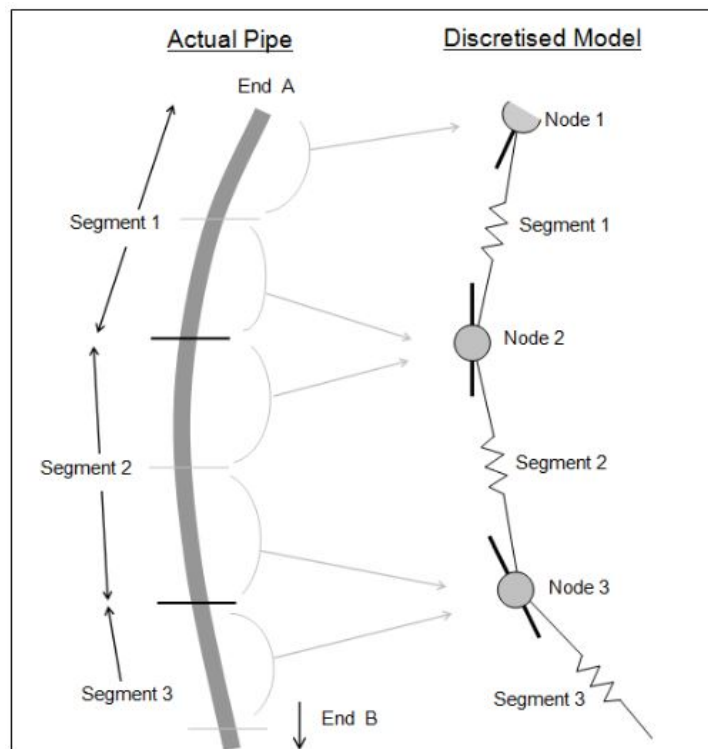 Actual Pipe
Discretised Model
End A
Node 1
Segment 1
Segment 1
Node 2
Segment 2
Segment 2
Node 3
Segment 3
Segment 3
End B